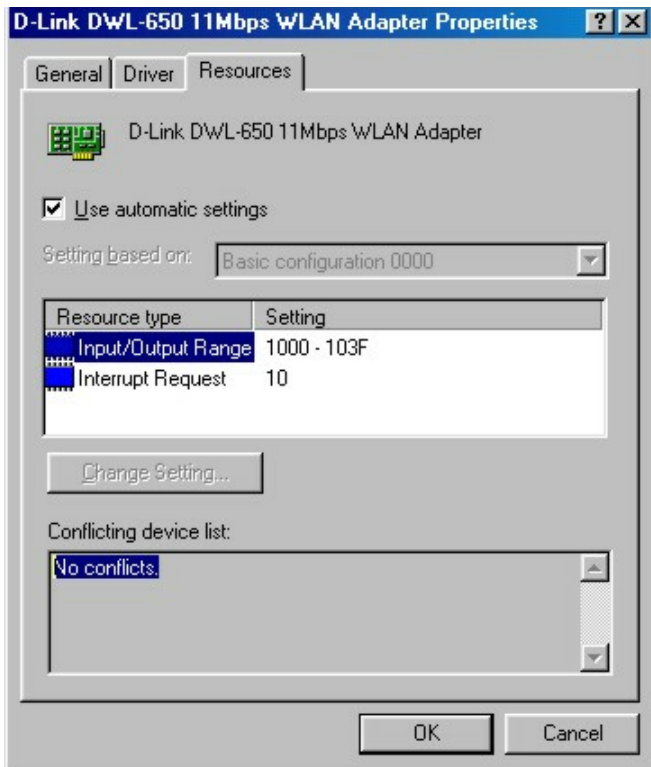 D-Link DWL-650 11Mbps WLAN Adapter Properties
General Driver Resources
D-Link DWL-650 11Mbps WLAN Adapter
Use automatic settings
Setting based on: Basic configuration 0000
Resource type Setting
Input/Output Range 1000 - 103F
Interrupt Request 10
Change Setting...
Conflicting device list:
No conflicts.
OK Cancel